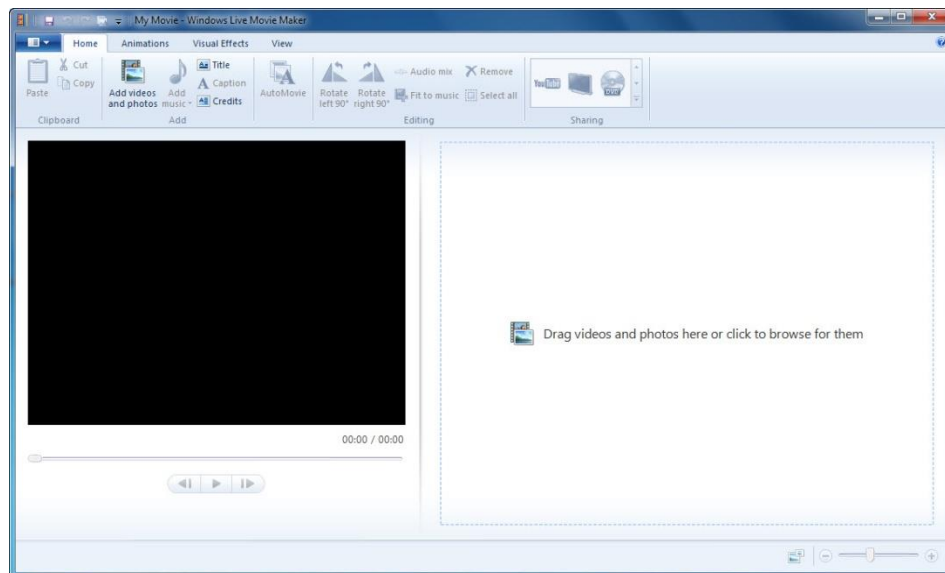 My Movie - Windows Live Movie Maker
Home Animations Visual Effects View
Paste
Cut
Copy
Clipboard
Add videos and photos
Add music
Title
Caption
Credits
Add
AutoMovie
Rotate left 90°
Rotate right 90°
Audio mix
Fit to music
Remove
Select all
Editing
YouTube
DVD
Sharing
00:00 / 00:00
Drag videos and photos here or click to browse for them